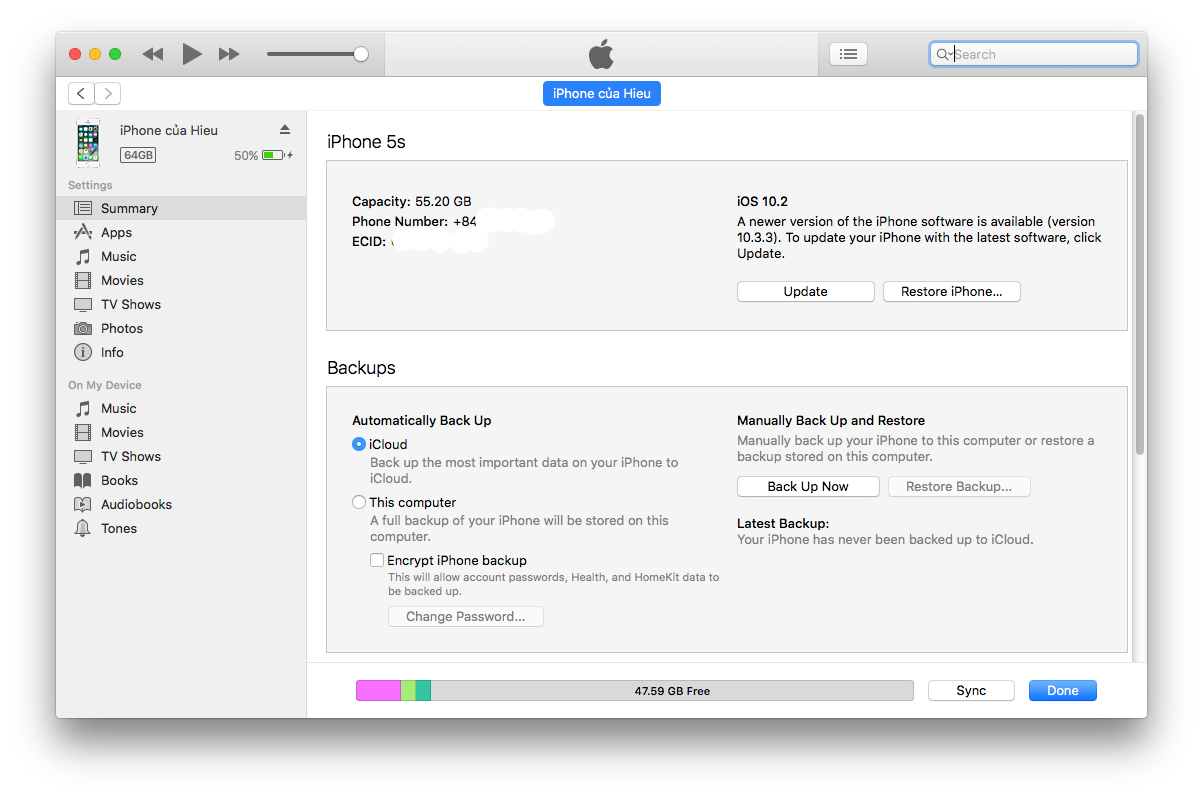 Search
iPhone của Hieu
iPhone của Hieu
64GB
50%
Settings
Summary
Apps
Music
Movies
TV Shows
Photos
Info
On My Device
Music
Movies
TV Shows
Books
Audiobooks
Tones
iPhone 5s
Capacity: 55.20 GB
Phone Number: +84
ECID:
iOS 10.2
A newer version of the iPhone software is available (version
10.3.3). To update your iPhone with the latest software, click
Update.
Update
Restore iPhone...
Backups
Automatically Back Up
iCloud
Back up the most important data on your iPhone to
iCloud.
This computer
A full backup of your iPhone will be stored on this
computer.
Encrypt iPhone backup
This will allow account passwords, Health, and HomeKit data to
be backed up.
Change Password...
Manually Back Up and Restore
Manually back up your iPhone to this computer or restore a
backup stored on this computer.
Back Up Now
Restore Backup...
Latest Backup:
Your iPhone has never been backed up to iCloud.
47.59 GB Free
Sync
Done